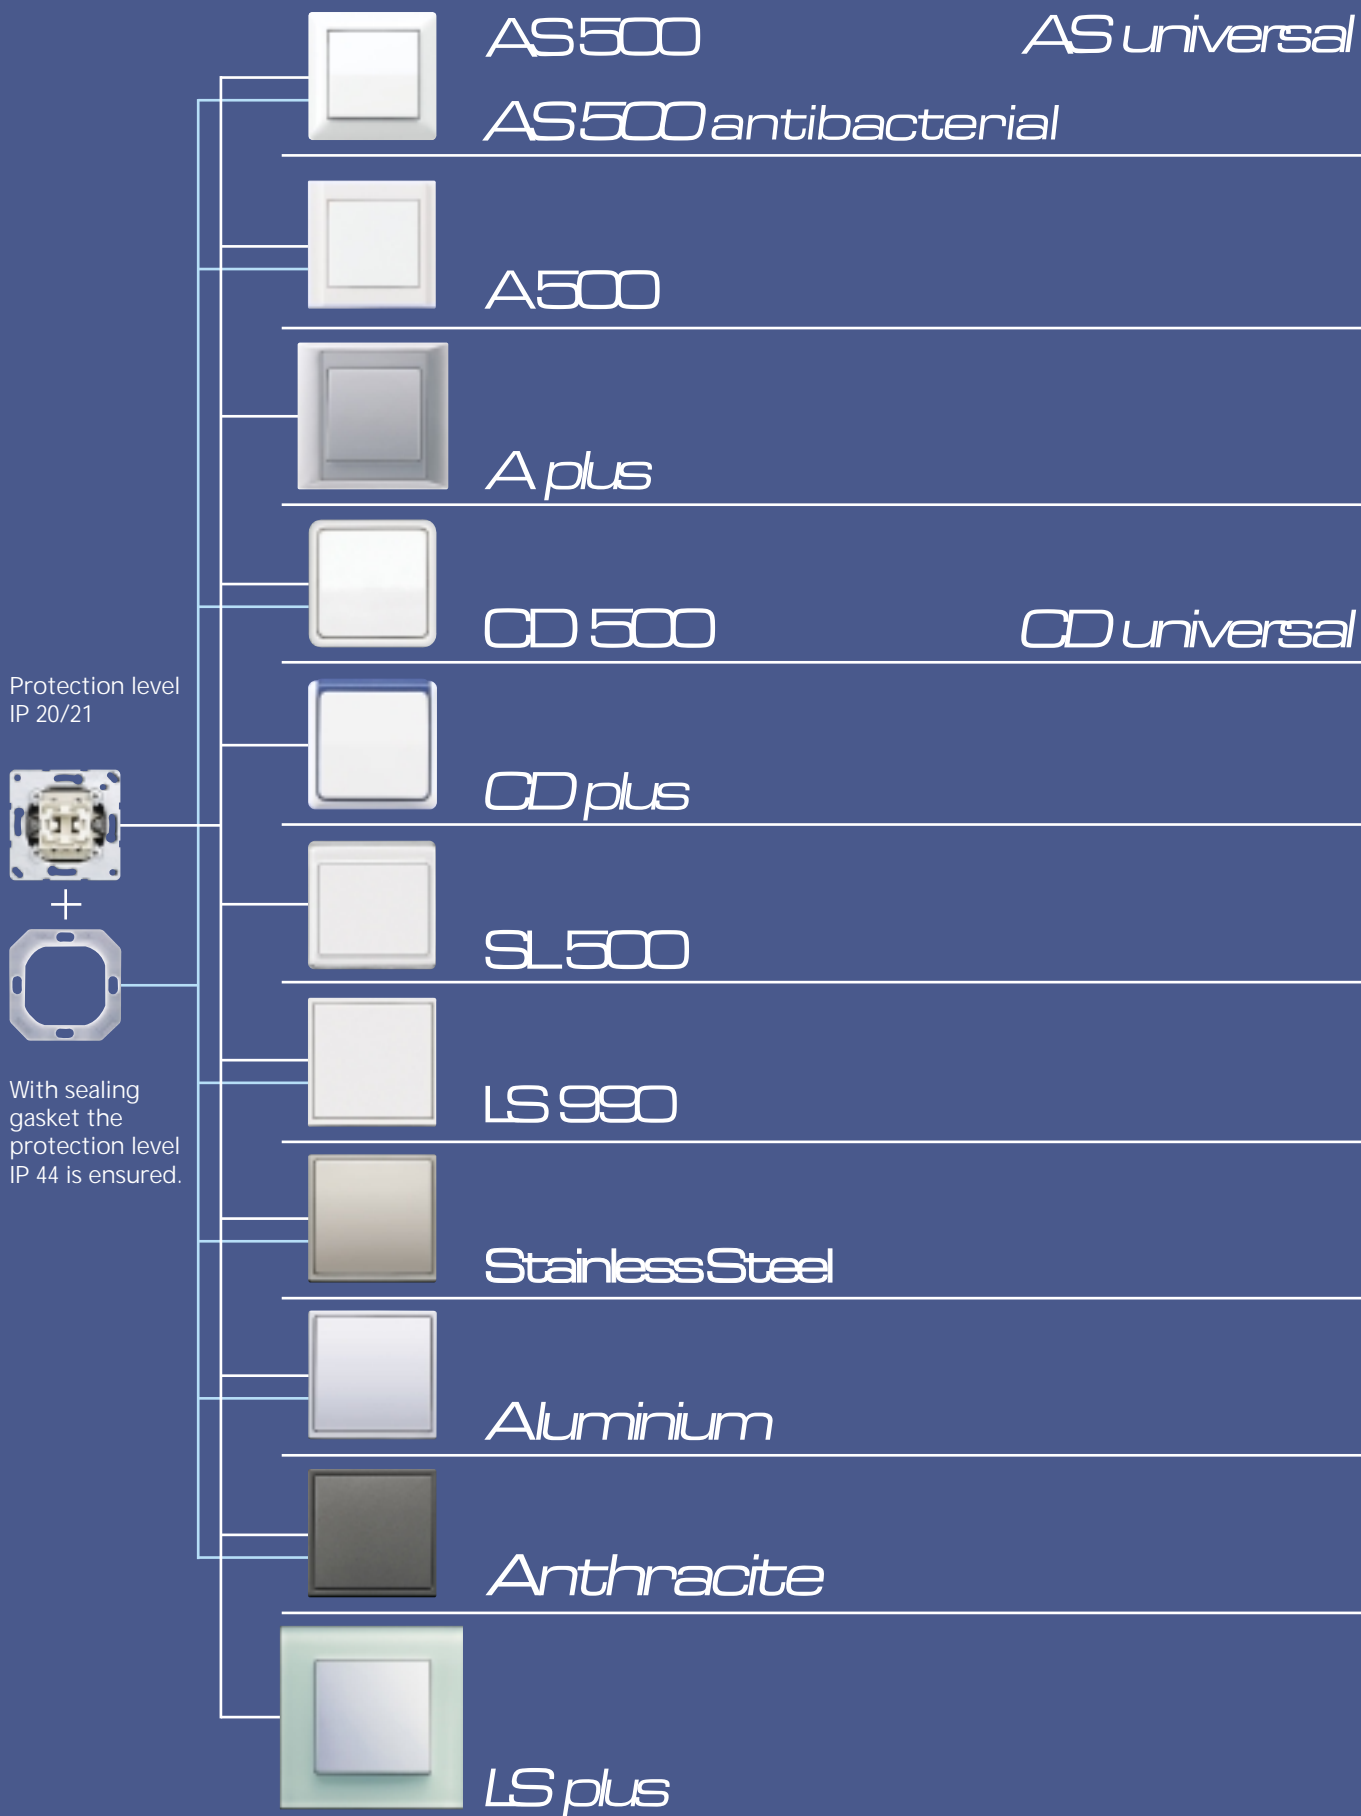 AS 500
AS universal
AS 500 antibacterial
A 500
A plus
CD 500
CD universal
Protection level
IP 20/21
CD plus
+
SL 500
With sealing
gasket the
protection level
IP 44 is ensured.
LS 990
Stainless Steel
Aluminium
Anthracite
LS plus